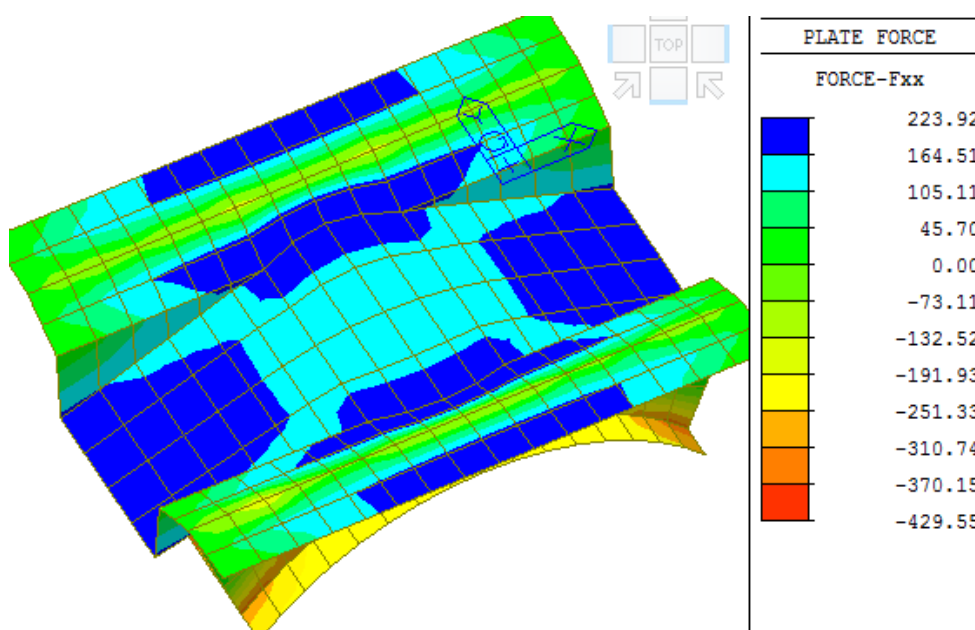 TOP
PLATE FORCE
FORCE-Fxx
223.92
164.51
105.11
45.70
0.00
-73.11
-132.52
-191.93
-251.33
-310.74
-370.15
-429.55
Y
X